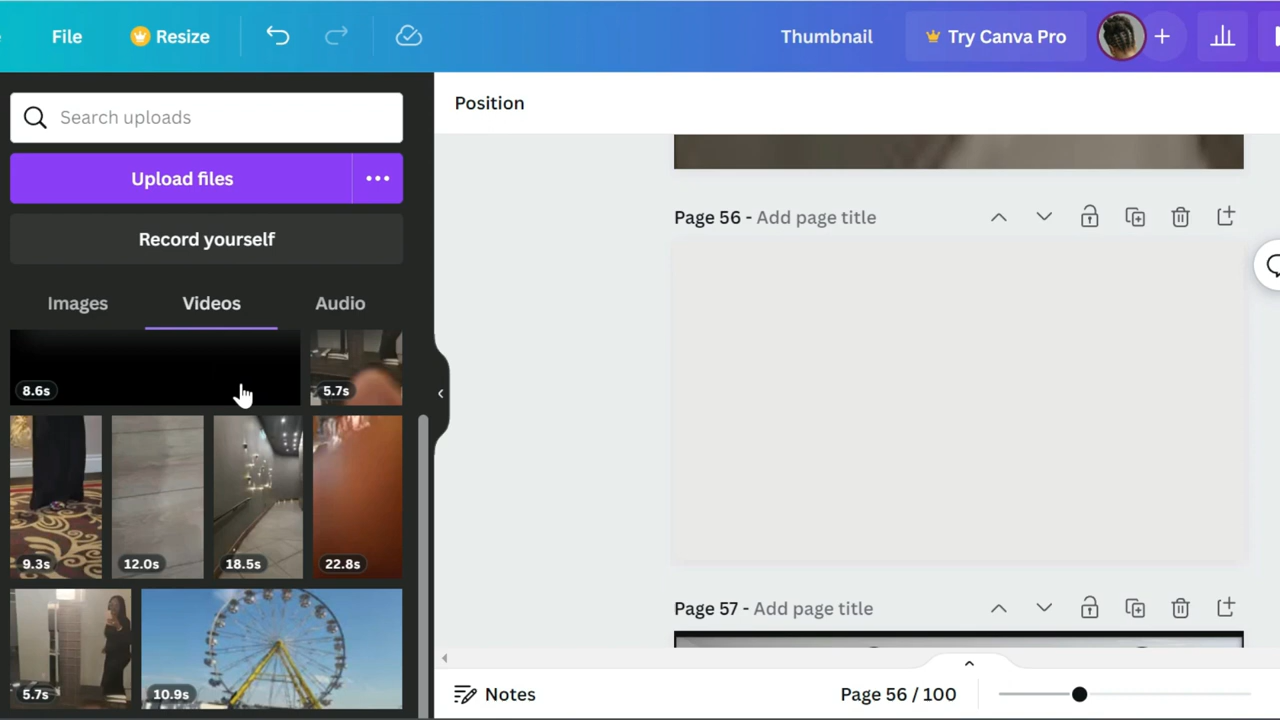 File
Resize
Thumbnail
Try Canva Pro
Search uploads
Upload files
Record yourself
Images
Videos
Audio
8.6s
5.7s
9.3s
12.0s
18.5s
22.8s
5.7s
10.9s
Position
Page 56 - Add page title
Page 57 - Add page title
Notes
Page 56 / 100